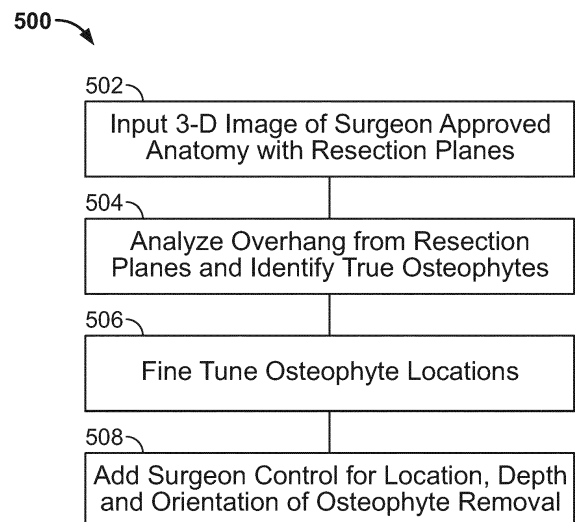 500
502
Input 3-D Image of Surgeon Approved
Anatomy with Resection Planes
504
Analyze Overhang from Resection
Planes and Identify True Osteophytes
506
Fine Tune Osteophyte Locations
508
Add Surgeon Control for Location, Depth
and Orientation of Osteophyte Removal